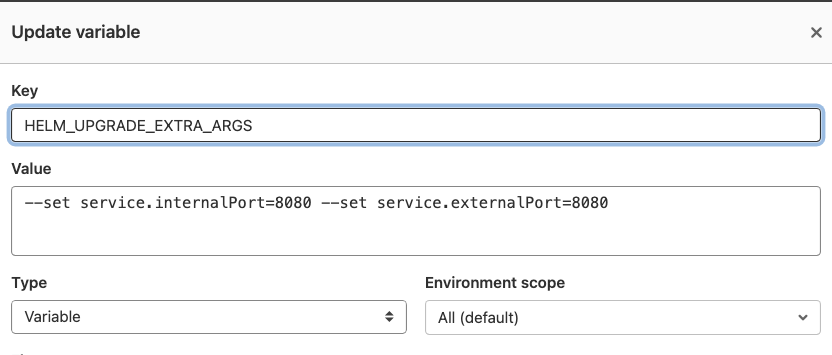 Update variable
Key
HELM_UPGRADE_EXTRA_ARGS
Value
--set service.internalPort=8080 --set service.externalPort=8080
Type
Environment scope
Variable
All (default)